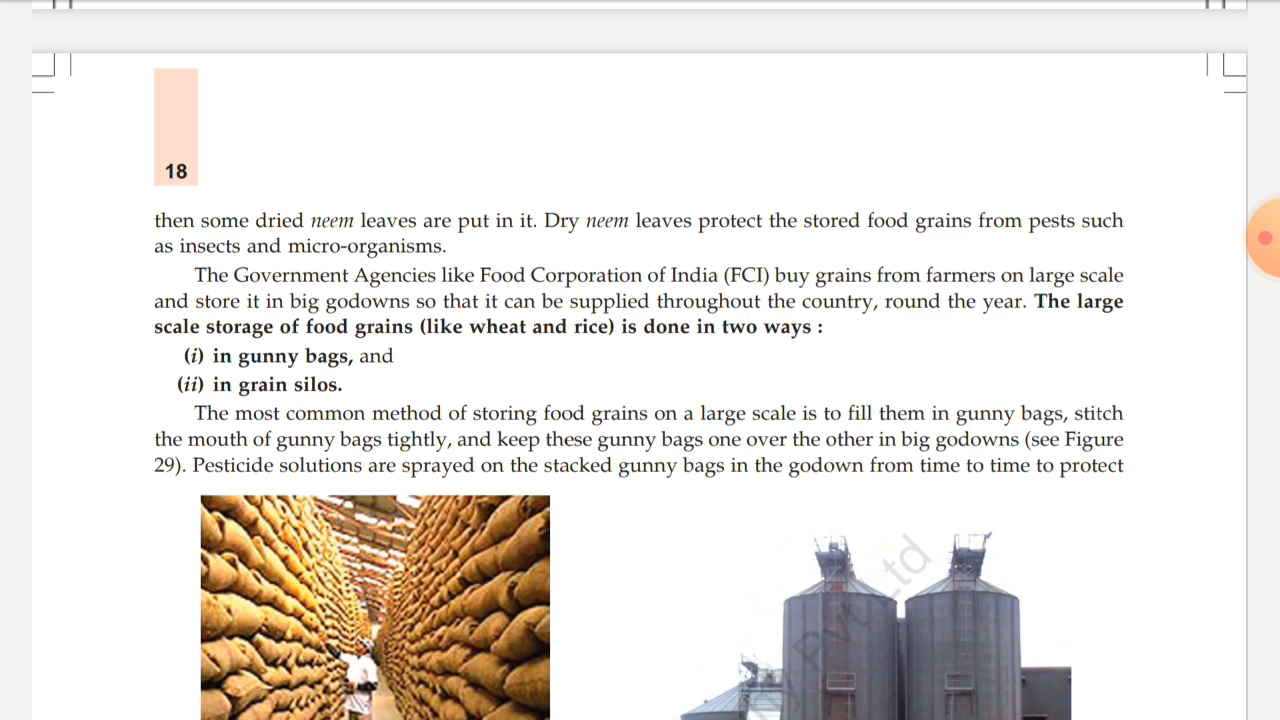 18
then some dried neem leaves are put in it. Dry neem leaves protect the stored food grains from pests such
as insects and micro-organisms.
The Government Agencies like Food Corporation of India (FCI) buy grains from farmers on large scale
and store it in big godowns so that it can be supplied throughout the country, round the year. The large
scale storage of food grains (like wheat and rice) is done in two ways :
(i) in gunny bags, and
(ii) in grain silos.
The most common method of storing food grains on a large scale is to fill them in gunny bags, stitch
the mouth of gunny bags tightly, and keep these gunny bags one over the other in big godowns (see Figure
29). Pesticide solutions are sprayed on the stacked gunny bags in the godown from time to time to protect
Pvt Ltd